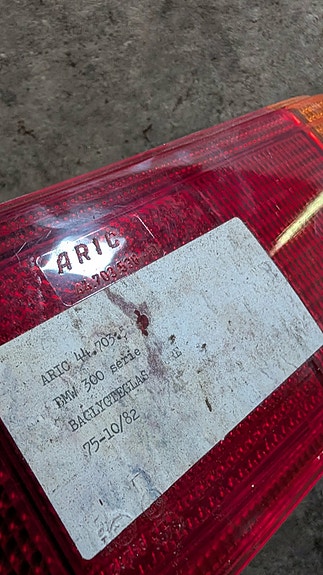 ARIC
ARIC 44.703.
BMW 300 serie
BAGLYGTEGLAS
75-10/82